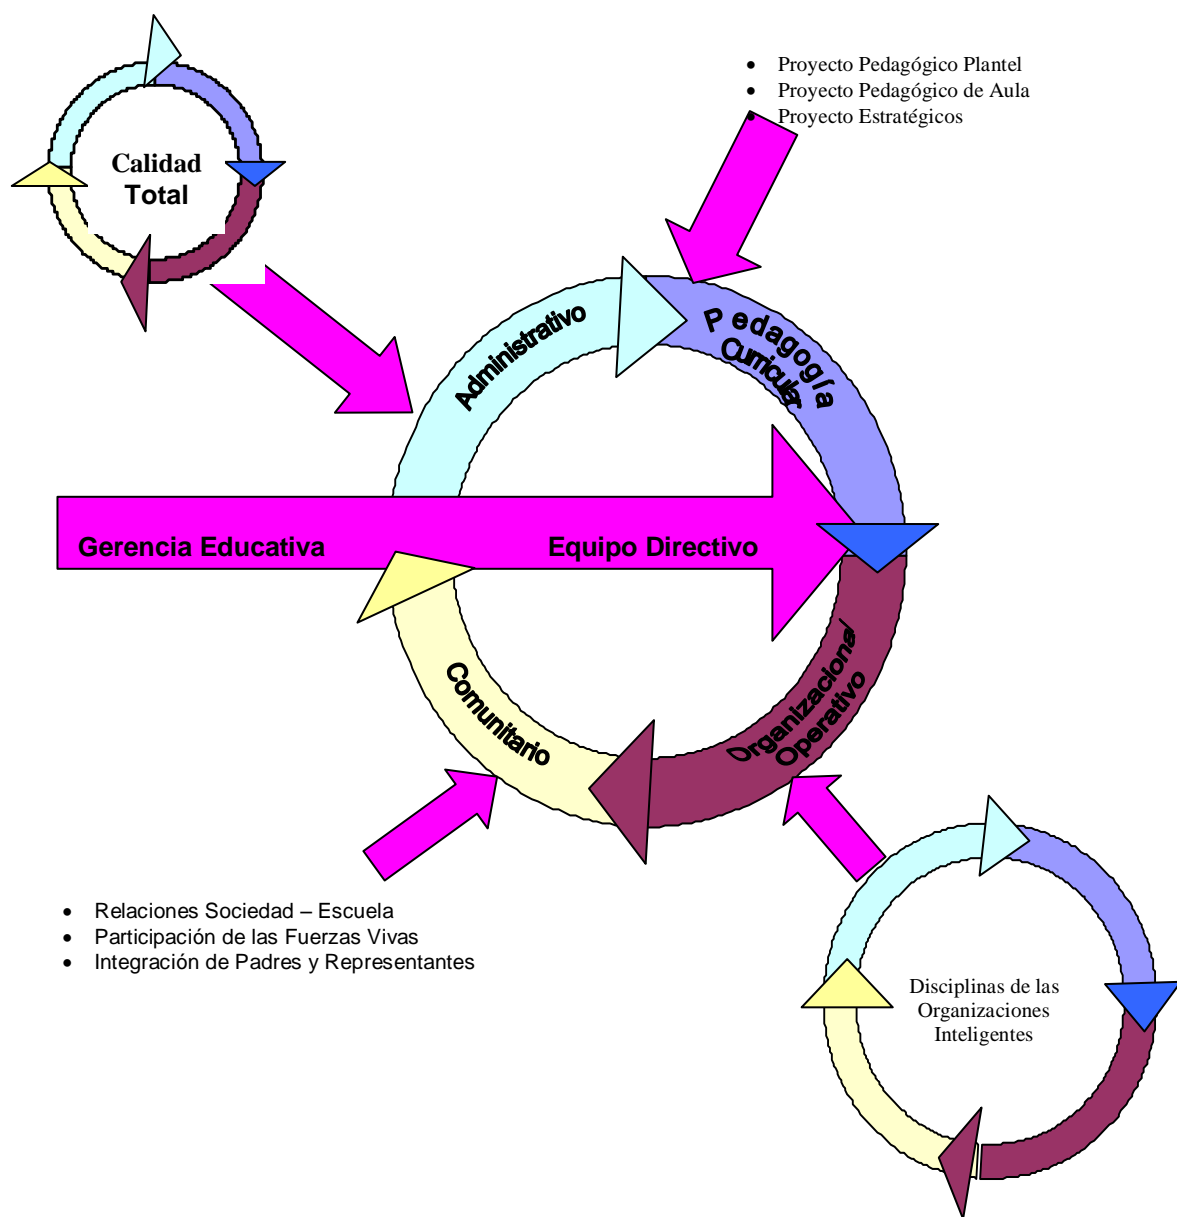 • Proyecto Pedagógico Plantel
• Proyecto Pedagógico de Aula
• Proyecto Estratégicos
Calidad
Total
Administrativo
Pedagogía
Curricular
Gerencia Educativa Equipo Directivo
Comunitario
Organizacional
Operativo
• Relaciones Sociedad – Escuela
• Participación de las Fuerzas Vivas
• Integración de Padres y Representantes
Disciplinas de las
Organizaciones
Inteligentes